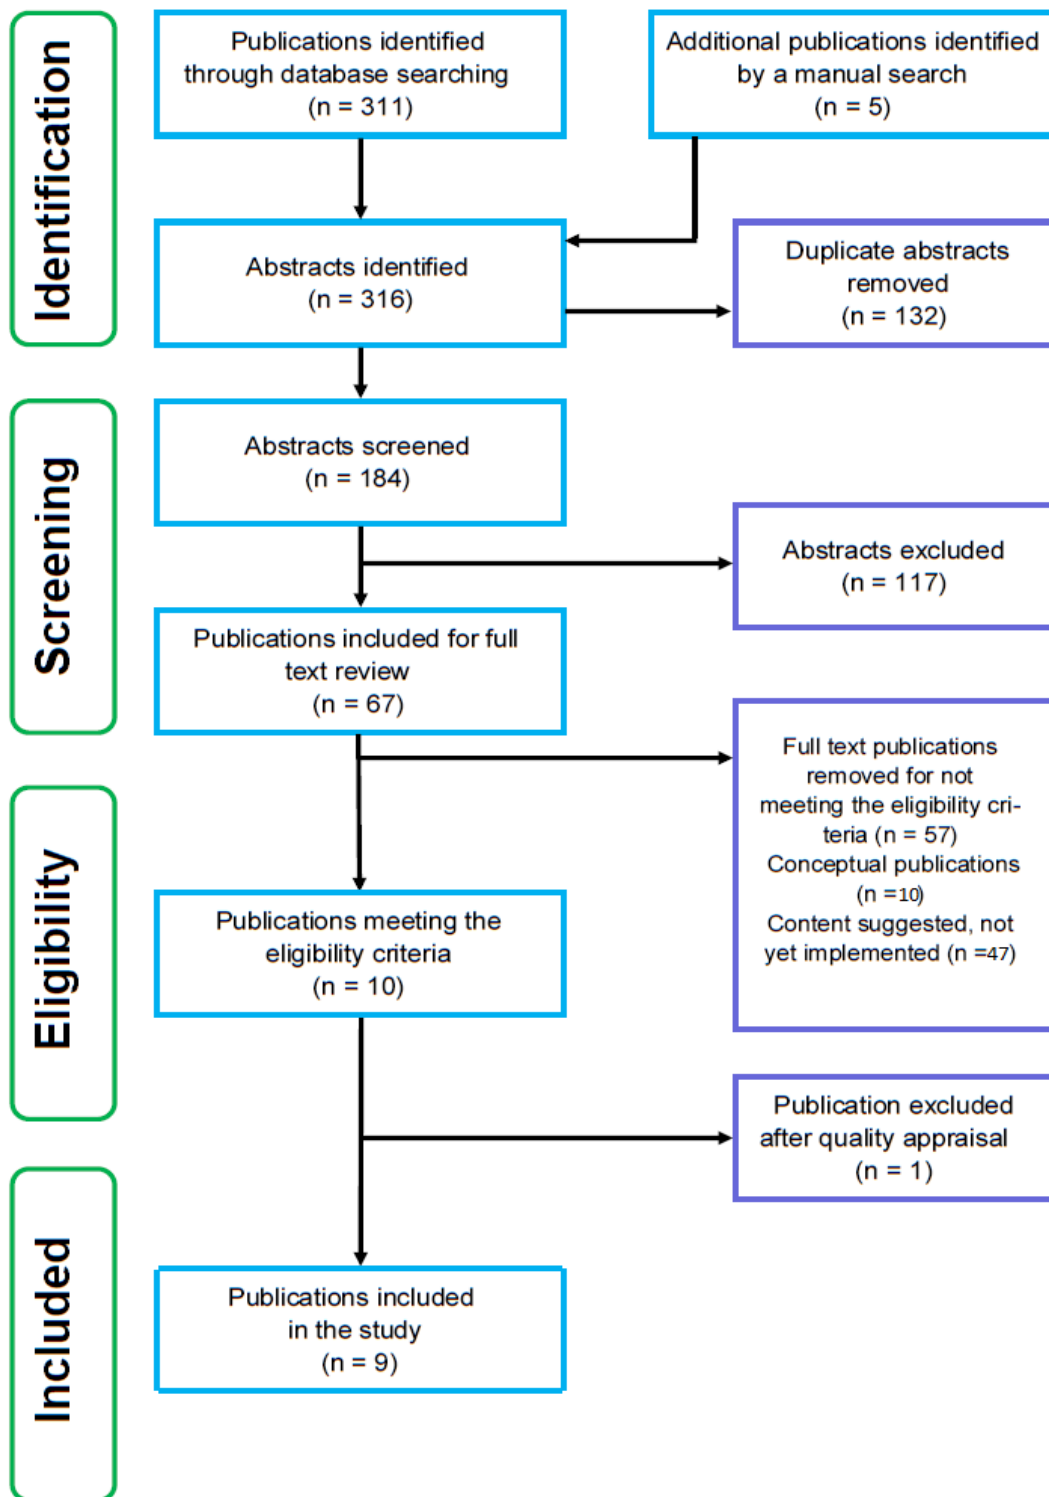 Identification
Publications identified
through database searching
(n = 311)
Additional publications identified
by a manual search
(n = 5)
Abstracts identified
(n = 316)
Duplicate abstracts
removed
(n = 132)
Screening
Abstracts screened
(n = 184)
Abstracts excluded
(n = 117)
Publications included for full
text review
(n = 67)
Full text publications
removed for not
meeting the eligibility cri-
teria (n = 57)
Conceptual publications
(n =10)
Content suggested, not
yet implemented (n =47)
Eligibility
Publications meeting the
eligibility criteria
(n = 10)
Publication excluded
after quality appraisal
(n = 1)
Included
Publications included
in the study
(n = 9)